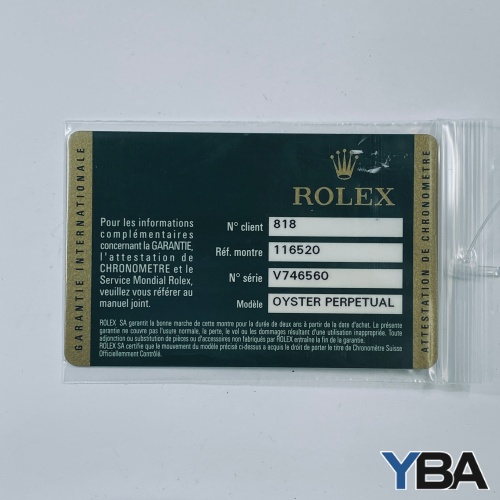 GARANTIE INTERNATIONALE
ROLEX
Pour les informations
complémentaires
concernant la GARANTIE,
l'attestation de
CHRONOMETRE et le
Service Mondial Rolex,
veuillez vous référer au
manuel joint.
N° client 818
Réf. montre 116520
N° série V746560
Modèle OYSTER PERPETUAL
ROLEX SA garantit la bonne marche de cette montre pour la durée de deux ans à partir de la date d'achat. La présente
garantie ne couvre pas l'usure normale, la perte, le vol ou les dommages résultant d'une utilisation inappropriée. Toute
adjonction ou substitution de pièces ou d'accessoires non fabriqués par ROLEX entraîne la fin de la garantie.
ROLEX SA certifie que le mouvement du modèle précisé ci-dessus a acquis le droit de porter le titre de Chronomètre Suisse
Officiellement Contrôlé.
ATTESTATION DE CHRONOMETRE
YBA